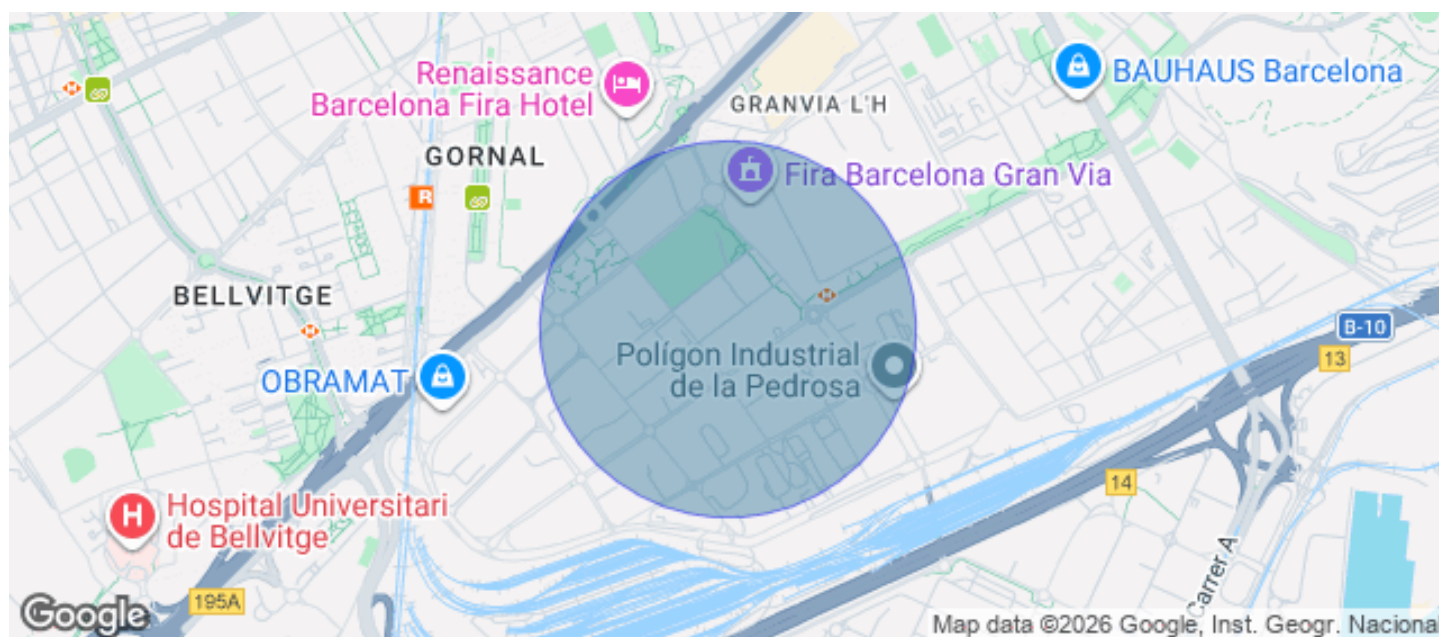 Renaissance
Barcelona Fira Hotel
BAUHAUS Barcelona
GRANVIA L'H
GORNAL
R
Fira Barcelona Gran Via
BELLVITGE
B-10
13
OBRAMAT
Polígon Industrial
de la Pedrosa
14
H
Hospital Universitari
de Bellvitge
Carrer A
195A
Google
Map data ©2026 Google, Inst. Geogr. Naciona